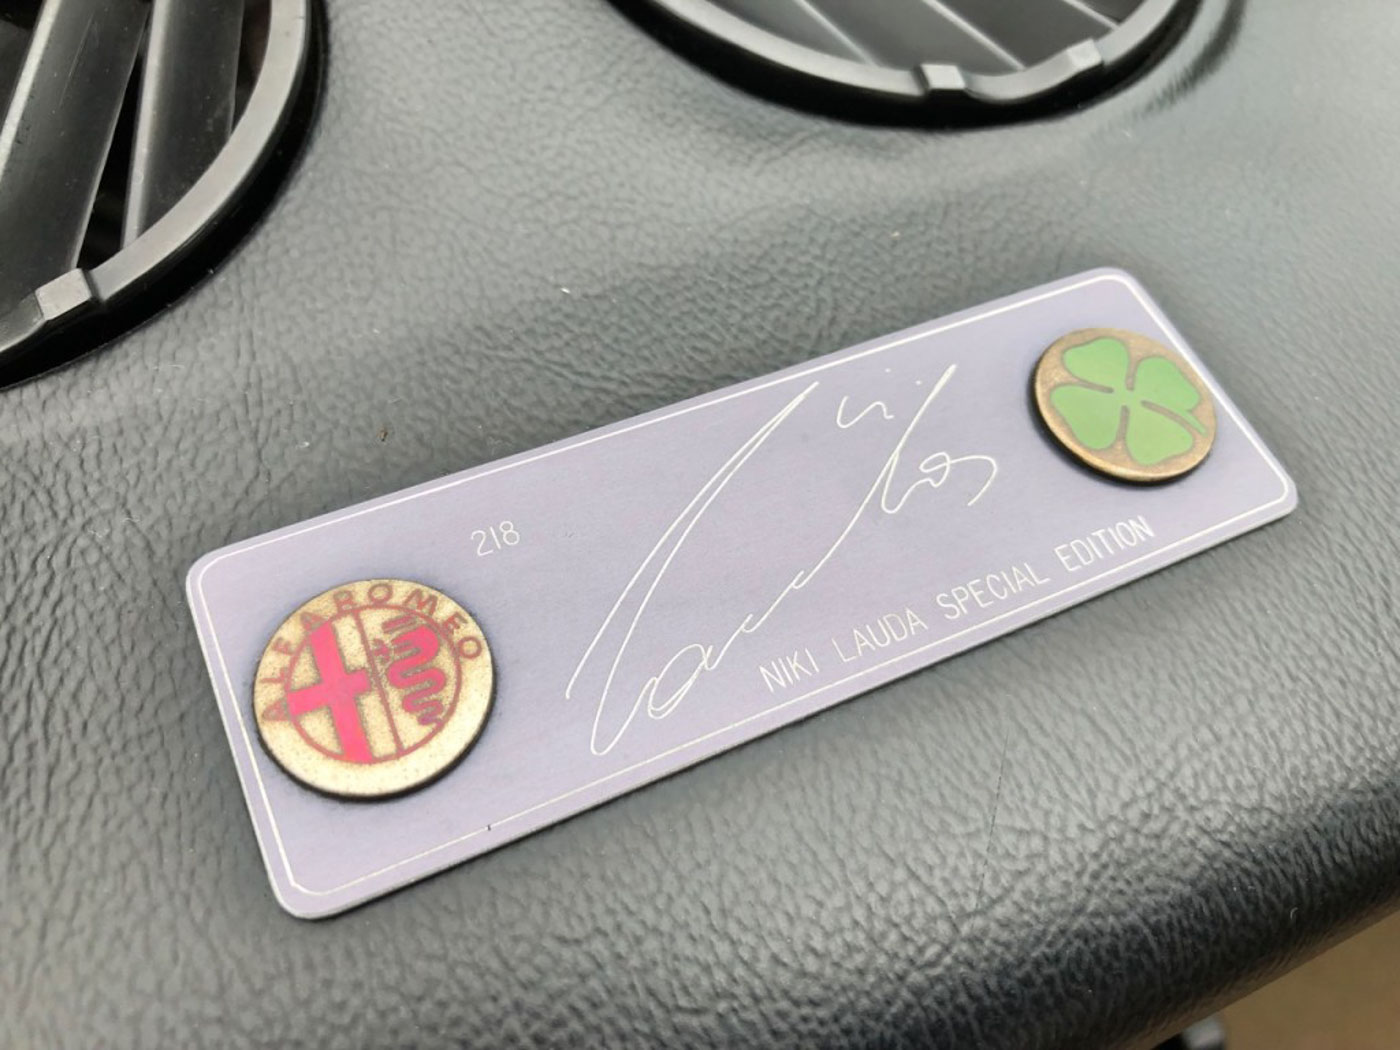 218
NIKI LAUDA SPECIAL EDITION
ALFA ROMEO